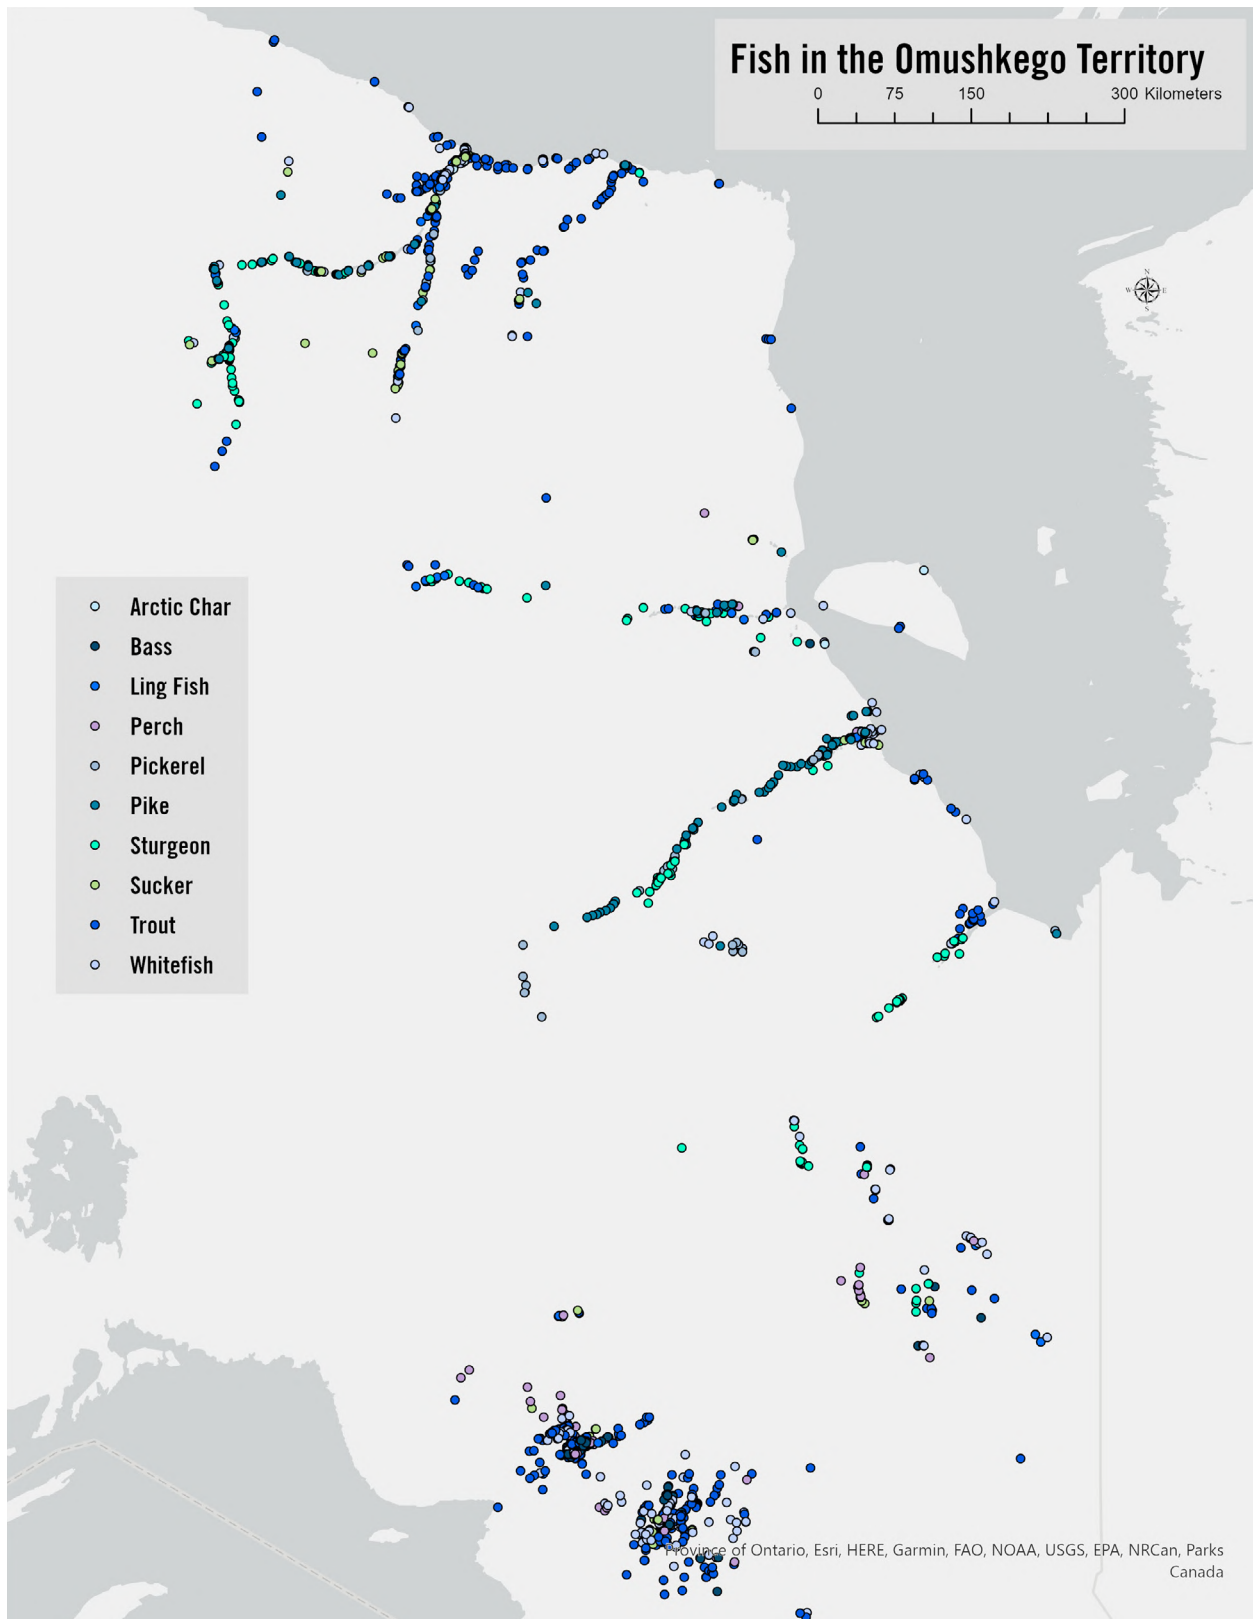 Fish in the Omushkego Territory
0 75 150 300 Kilometers
N
W E
S
Arctic Char
Bass
Ling Fish
Perch
Pickerel
Pike
Sturgeon
Sucker
Trout
Whitefish
Province of Ontario, Esri, HERE, Garmin, FAO, NOAA, USGS, EPA, NRCan, Parks
Canada